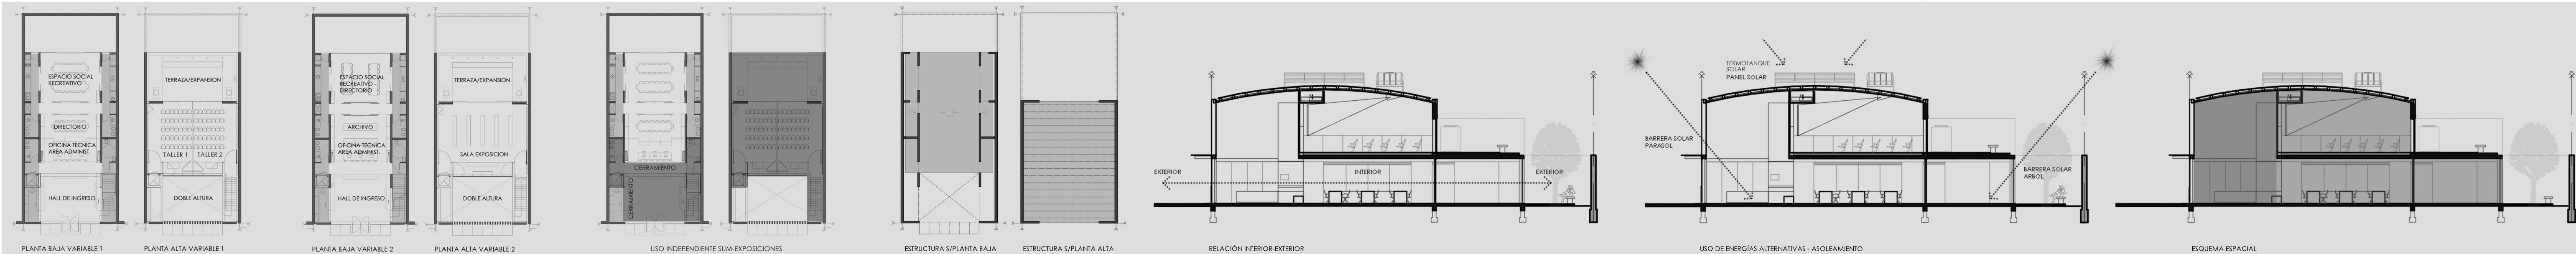 ESPACIO SOCIAL
RECREATIVO
DIRECTORIO
OFICINA TECNICA
AREA ADMINIST.
HALL DE INGRESO
PLANTA BAJA VARIABLE 1
TERRAZA/EXPANSION
TALLER 1
TALLER 2
DOBLE ALTURA
PLANTA ALTA VARIABLE 1
ESPACIO SOCIAL
RECREATIVO -
DIRECTORIO
ARCHIVO
OFICINA TECNICA
AREA ADMINIST.
HALL DE INGRESO
PLANTA BAJA VARIABLE 2
TERRAZA/EXPANSION
SALA EXPOSICION
DOBLE ALTURA
PLANTA ALTA VARIABLE 2
CERRAMIENTO
CERRAMIENTO
USO INDEPENDIENTE SUM-EXPOSICIONES
ESTRUCTURA S/PLANTA BAJA
ESTRUCTURA S/PLANTA ALTA
EXTERIOR
INTERIOR
EXTERIOR
RELACIÓN INTERIOR-EXTERIOR
TERMOTANQUE
SOLAR
PANEL SOLAR
BARRERA SOLAR
PARASOL
BARRERA SOLAR
ARBOL
USO DE ENERGÍAS ALTERNATIVAS - ASOLEAMIENTO
ESQUEMA ESPACIAL